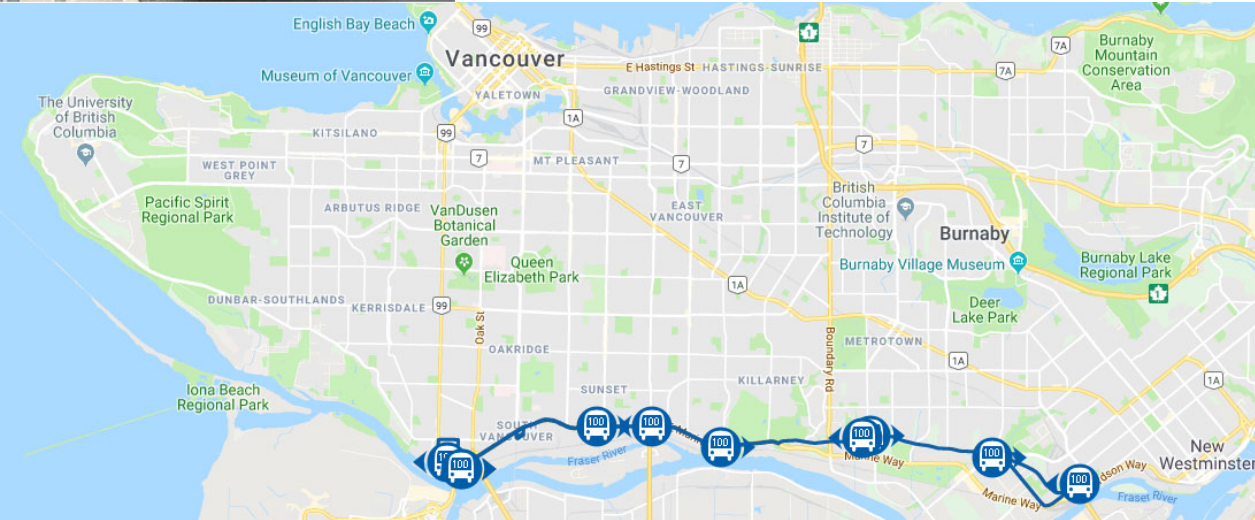 English Bay Beach
99
Vancouver
Museum of Vancouver
E Hastings St
HASTINGS-SUNRISE
1
7A
Burnaby
Mountain
Conservation
Area
7A
YALETOWN
GRANDVIEW-WOODLAND
The University
of British
Columbia
1A
KITSILANO
99
7
MT PLEASANT
7
7
WEST POINT
GREY
Pacific Spirit
Regional Park
ARBUTUS RIDGE
VanDusen
Botanical
Garden
EAST
VANCOUVER
British
Columbia
Institute of
Technology
Burnaby
Queen
Elizabeth Park
Burnaby Village Museum
Burnaby Lake
Regional Park
1
1A
DUNBAR-SOUTHLANDS
KERRISDALE
99
Oak St
Deer
Lake Park
OAKRIDGE
Boundary Rd
METROTOWN
1A
1A
Iona Beach
Regional Park
SUNSET
KILLARNEY
SOUTH
VANCOUVER
100
100
100
100
100
100
100
Fraser River
Marine Way
New
Westminster
Marine Way
Fraser River